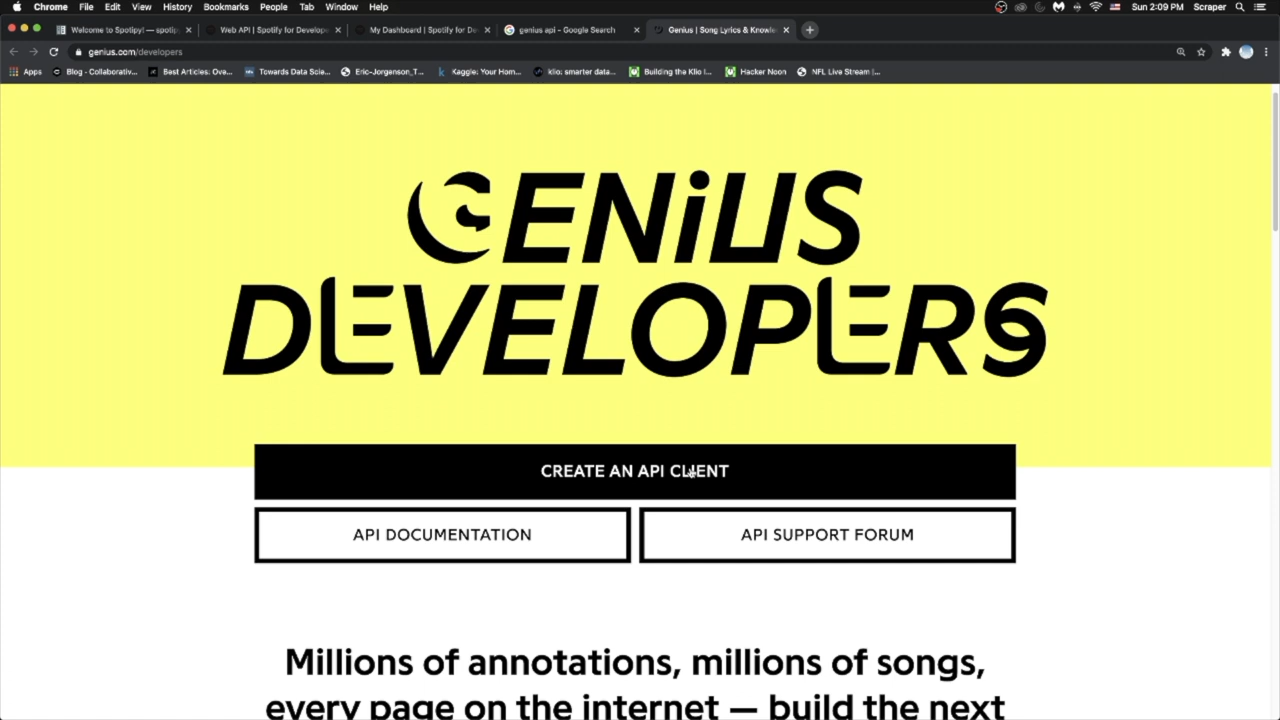 Chrome File Edit View History Bookmarks People Tab Window Help Sun 2:09 PM Scraper
Welcome to Spotipy! — spotip Web API | Spotify for Develop My Dashboard | Spotify for De genius api - Google Search Genius | Song Lyrics & Knowle
genius.com/developers
Apps Blog - Collaborativ... Best Articles: Ove... Towards Data Scie... Eric-Jorgenson_T... Kaggle: Your Hom... klio: smarter data... Building the Klio i... Hacker Noon NFL Live Stream |...
GENiUS
DEVELOPERS
CREATE AN API CLIENT
API DOCUMENTATION API SUPPORT FORUM
Millions of annotations, millions of songs,
every page on the internet — build the next